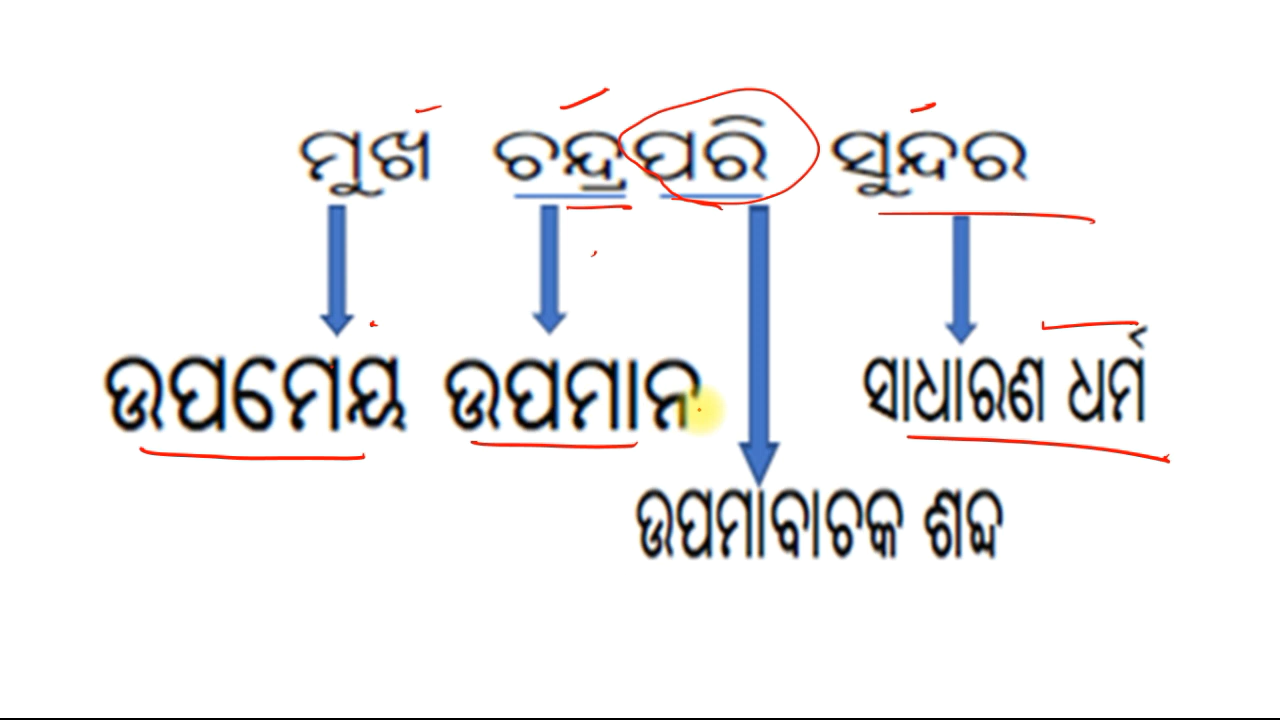 ମୁଖ ଚନ୍ଦ୍ରପରି ସୁନ୍ଦର
ଉପମେୟ ଉପମାନ ସାଧାରଣ ଧର୍ମ
ଉପମାବାଚକ ଶବ୍ଦ